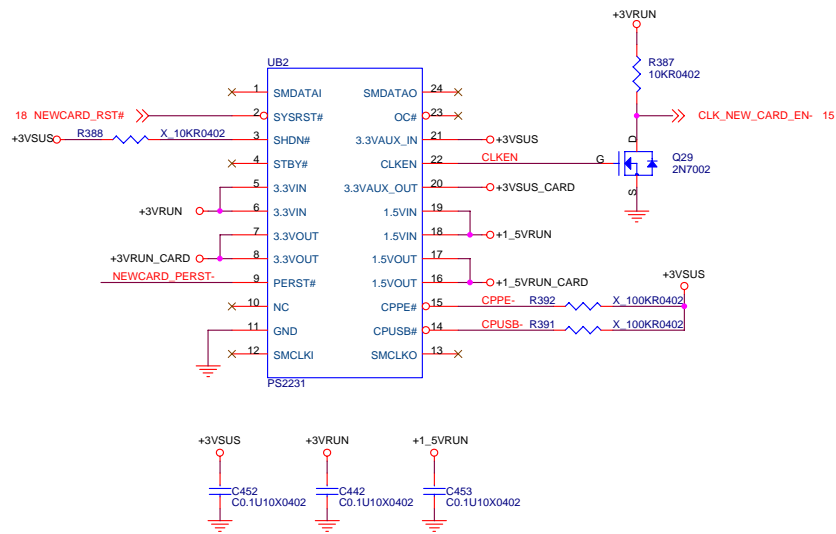 +3VRUN
UB2
R387
10KR0402
1 SMDATAI SMDATAO 24
18 NEWCARD_RST# 2 SYSRST# OC# 23 CLK_NEW_CARD_EN- 15
+3VSUS R388 X_10KR0402 3 SHDN# 3.3VAUX_IN 21 +3VSUS
D
Q29
2N7002
4 STBY# CLKEN 22 CLKEN G
S
5 3.3VIN 3.3VAUX_OUT 20 +3VSUS_CARD
+3VRUN 6 3.3VIN 1.5VIN 19
7 3.3VOUT 1.5VIN 18 +1_5VRUN
+3VRUN_CARD 8 3.3VOUT 1.5VOUT 17
NEWCARD_PERST- 9 PERST# 1.5VOUT 16 +1_5VRUN_CARD
+3VSUS
10 NC CPPE# 15 CPPE- R392 X_100KR0402
11 GND CPUSB# 14 CPUSB- R391 X_100KR0402
12 SMCLKI SMCLKO 13
PS2231
+3VSUS +3VRUN +1_5VRUN
C452 C442 C453
C0.1U10X0402 C0.1U10X0402 C0.1U10X0402